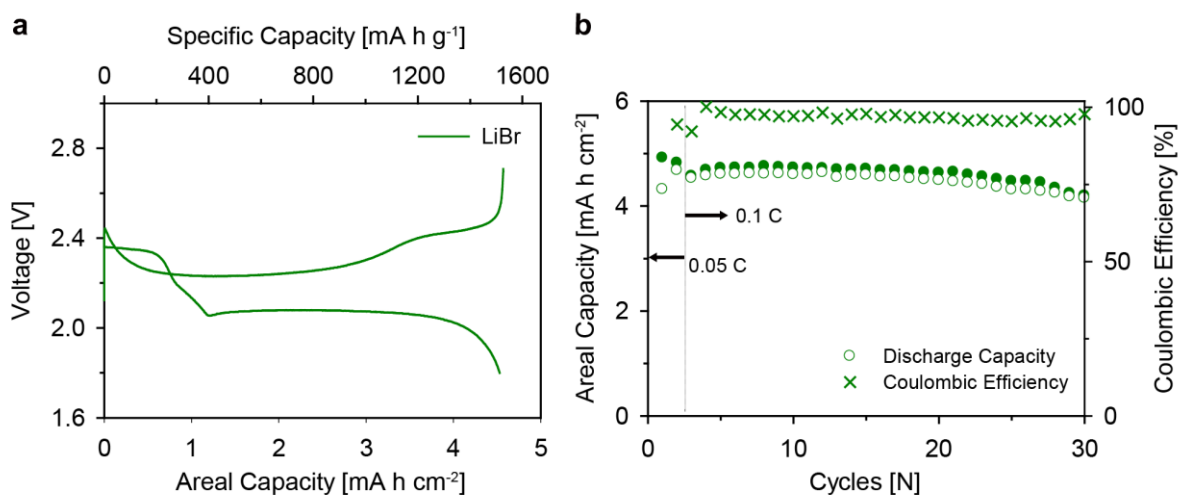 a
Specific Capacity [mA h g-1]
0 400 800 1200 1600
LiBr
2.8
2.4
2.0
1.6
Voltage [V]
0 1 2 3 4 5
Areal Capacity [mA h cm-2]
b
6
4
2
0
Areal Capacity [mA h cm-2]
100
50
0
Coulombic Efficiency [%]
0.1 C
0.05 C
Discharge Capacity
Coulombic Efficiency
0 10 20 30
Cycles [N]